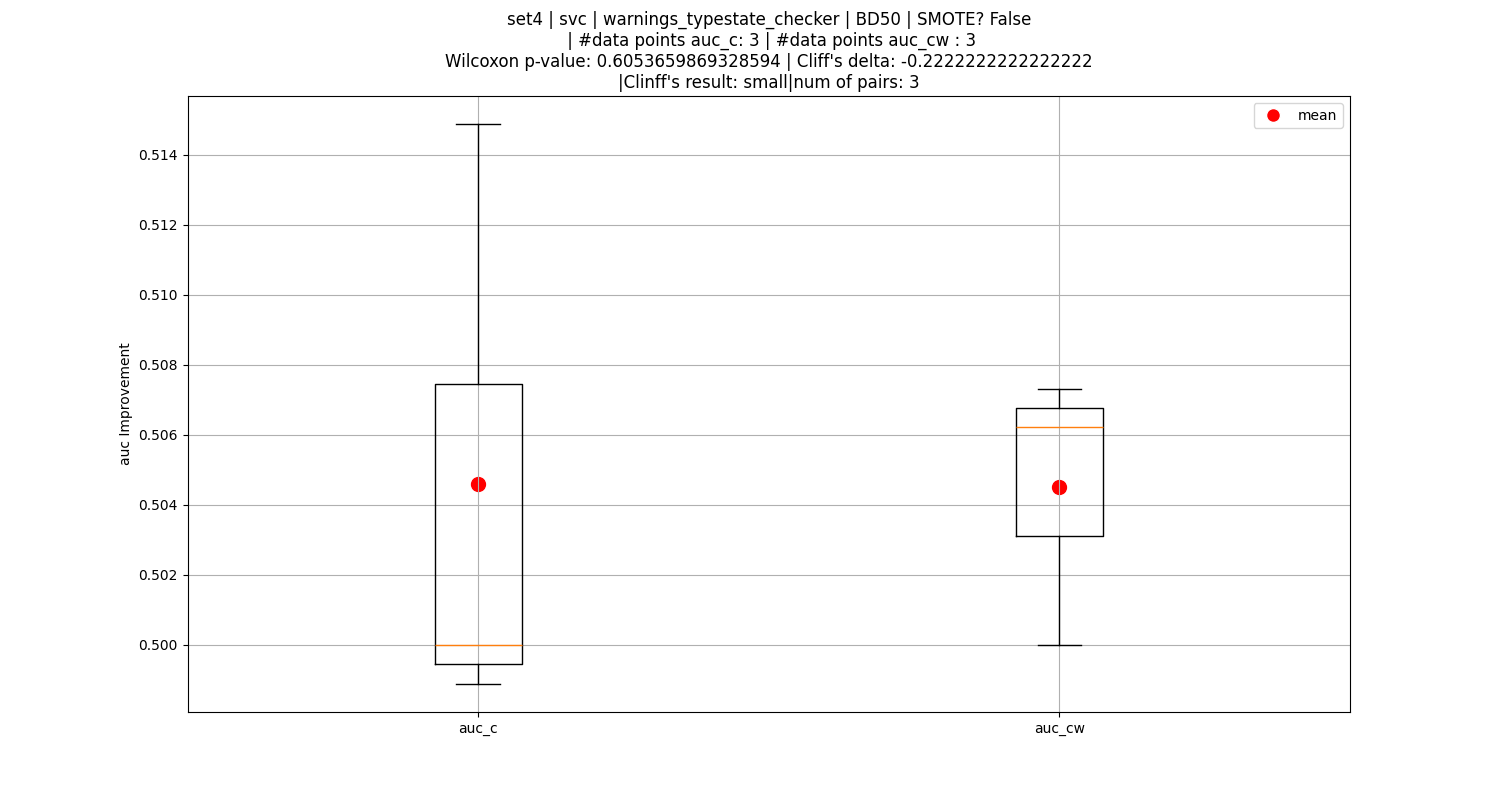 set4 | svc | warnings_typestate_checker | BD50 | SMOTE? False
| #data points auc_c: 3 | #data points auc_cw : 3
Wilcoxon p-value: 0.6053659869328594 | Cliff's delta: -0.2222222222222222
|Clinff's result: small|num of pairs: 3
mean
0.514
0.512
0.510
0.508
0.506
0.504
0.502
0.500
auc Improvement
auc_c
auc_cw